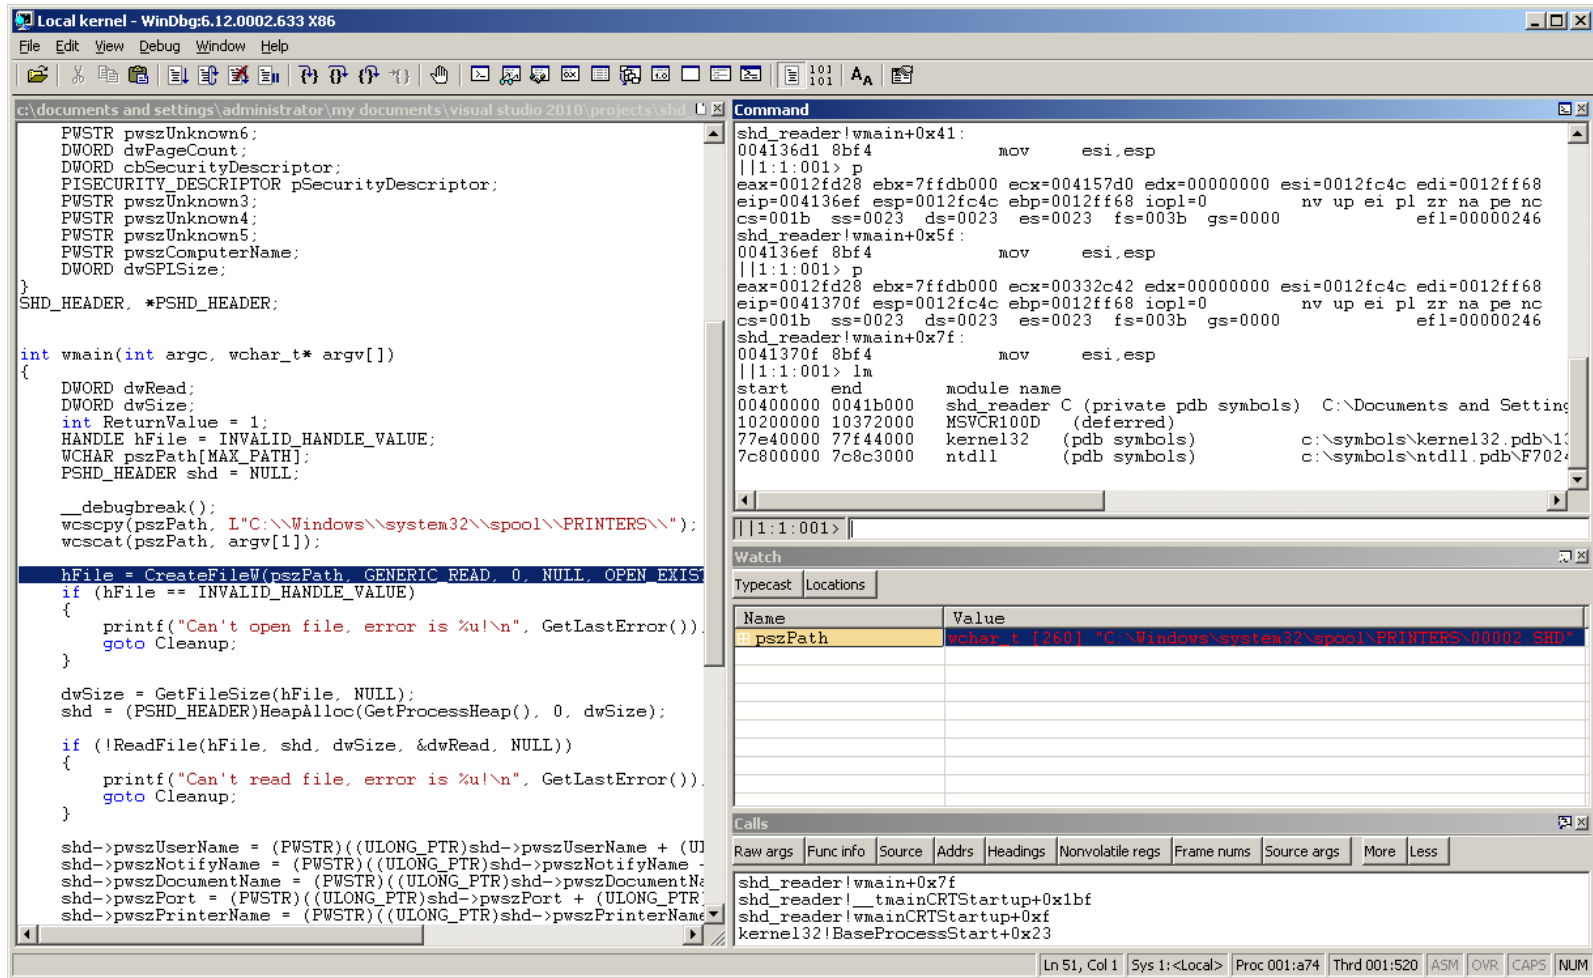 Local kernel - WinDbg:6.12.0002.633 X86
File Edit View Debug Window Help
c:\documents and settings\administrator\my documents\visual studio 2010\projects\shd
PWSTR pwszUnknown6;
DWORD dwPageCount;
DWORD cbSecurityDescriptor;
PISECURITY_DESCRIPTOR pSecurityDescriptor;
PWSTR pwszUnknown3;
PWSTR pwszUnknown4;
PWSTR pwszUnknown5;
PWSTR pwszComputerName;
DWORD dwSPLSize;
}
SHD_HEADER, *PSHD_HEADER;
int wmain(int argc, wchar_t* argv[])
{
DWORD dwRead;
DWORD dwSize;
int ReturnValue = 1;
HANDLE hFile = INVALID_HANDLE_VALUE;
WCHAR pszPath[MAX_PATH];
PSHD_HEADER shd = NULL;
__debugbreak();
wcscpy(pszPath, L"C:\\Windows\\system32\\spool\\PRINTERS\\");
wcscat(pszPath, argv[1]);
hFile = CreateFileW(pszPath, GENERIC_READ, 0, NULL, OPEN_EXIST
if (hFile == INVALID_HANDLE_VALUE)
{
printf("Can't open file, error is %u!\n", GetLastError())
goto Cleanup;
}
dwSize = GetFileSize(hFile, NULL);
shd = (PSHD_HEADER)HeapAlloc(GetProcessHeap(), 0, dwSize);
if (!ReadFile(hFile, shd, dwSize, &dwRead, NULL))
{
printf("Can't read file, error is %u!\n", GetLastError())
goto Cleanup;
}
shd->pwszUserName = (PWSTR)((ULONG_PTR)shd->pwszUserName + (UI
shd->pwszNotifyName = (PWSTR)((ULONG_PTR)shd->pwszNotifyName -
shd->pwszDocumentName = (PWSTR)((ULONG_PTR)shd->pwszDocumentNa
shd->pwszPort = (PWSTR)((ULONG_PTR)shd->pwszPort + (ULONG_PTR)
shd->pwszPrinterName = (PWSTR)((ULONG_PTR)shd->pwszPrinterName
Command
shd_reader!wmain+0x41:
004136d1 8bf4 mov esi,esp
||1:1:001> p
eax=0012fd28 ebx=7ffdb000 ecx=004157d0 edx=00000000 esi=0012fc4c edi=0012ff68
eip=004136ef esp=0012fc4c ebp=0012ff68 iopl=0 nv up ei pl zr na pe nc
cs=001b ss=0023 ds=0023 es=0023 fs=003b gs=0000 efl=00000246
shd_reader!wmain+0x5f:
004136ef 8bf4 mov esi,esp
||1:1:001> p
eax=0012fd28 ebx=7ffdb000 ecx=00332c42 edx=00000000 esi=0012fc4c edi=0012ff68
eip=0041370f esp=0012fc4c ebp=0012ff68 iopl=0 nv up ei pl zr na pe nc
cs=001b ss=0023 ds=0023 es=0023 fs=003b gs=0000 efl=00000246
shd_reader!wmain+0x7f:
0041370f 8bf4 mov esi,esp
||1:1:001> lm
start end module name
00400000 0041b000 shd_reader C (private pdb symbols) C:\Documents and Setting
10200000 10372000 MSVCR100D (deferred)
77e40000 77f44000 kernel32 (pdb symbols) c:\symbols\kernel32.pdb\13
7c800000 7c8c3000 ntdll (pdb symbols) c:\symbols\ntdll.pdb\F7024
||1:1:001>
Watch
Typecast Locations
Name Value
pszPath wchar_t [260] "C:\Windows\system32\spool\PRINTERS\00002.SHD"
Calls
Raw args Func info Source Addrs Headings Nonvolatile regs Frame nums Source args More Less
shd_reader!wmain+0x7f
shd_reader!__tmainCRTStartup+0x1bf
shd_reader!wmainCRTStartup+0xf
kernel32!BaseProcessStart+0x23
Ln 51, Col 1 Sys 1:<Local> Proc 001:a74 Thrd 001:520 ASM OVR CAPS NUM